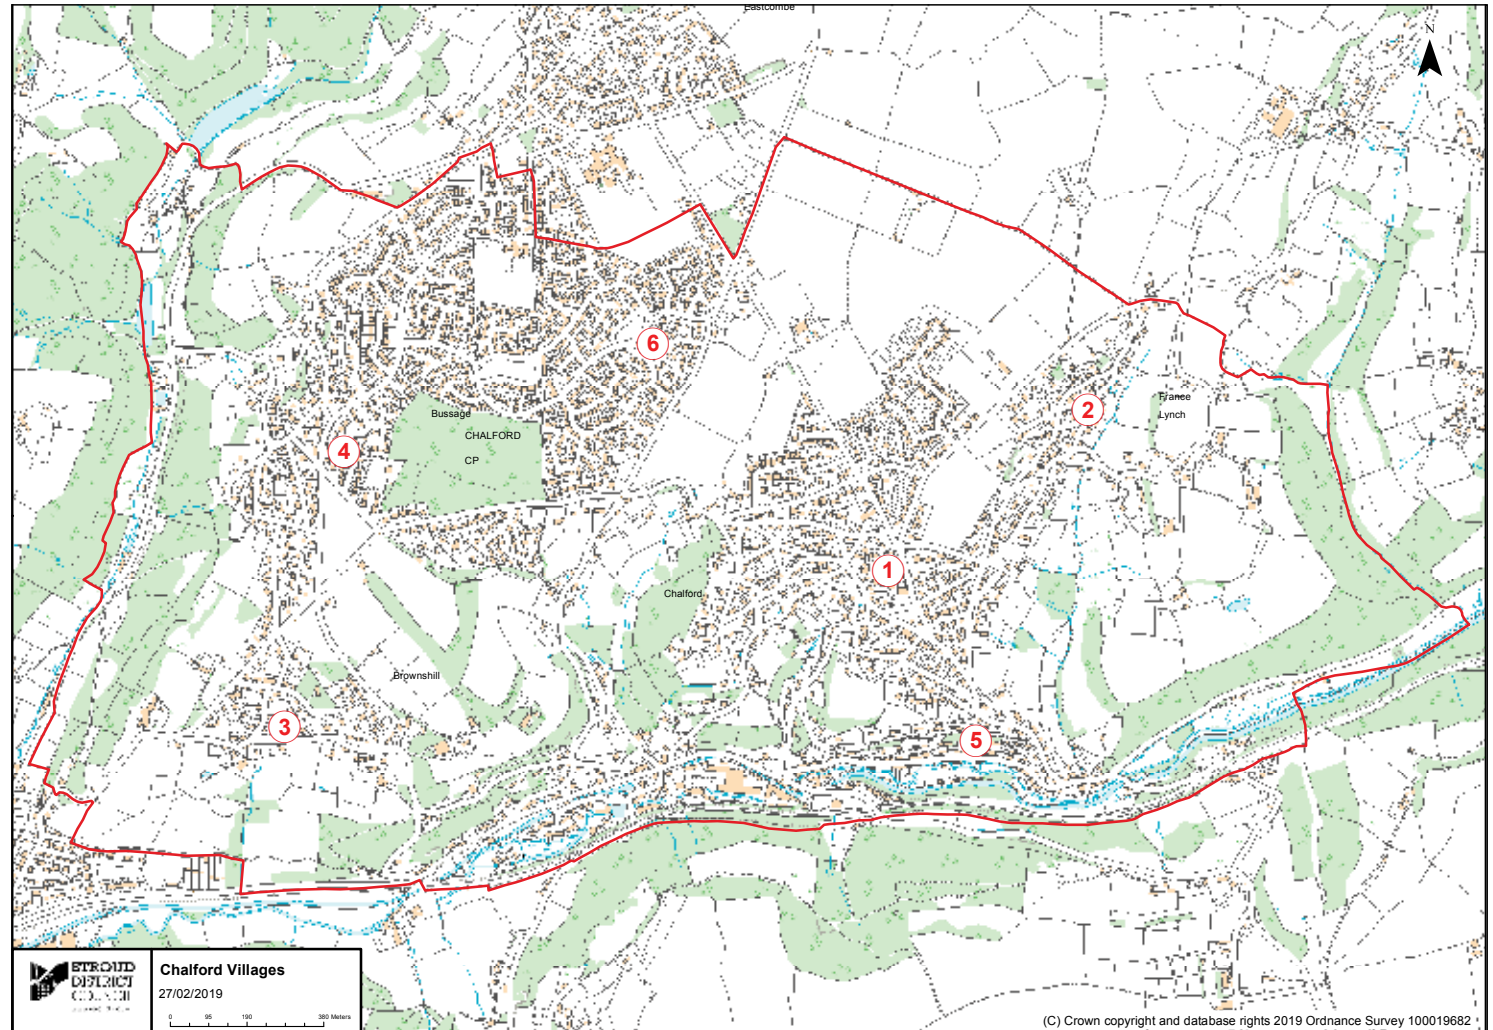 Eastcombe
N
6
2
France
Lynch
Bussage
CHALFORD
CP
4
1
Chalford
Brownshill
3
5
STROUD
DISTRICT
COUNCIL
Chalford Villages
27/02/2019
0 95 190 380 Meters
(C) Crown copyright and database rights 2019 Ordnance Survey 100019682